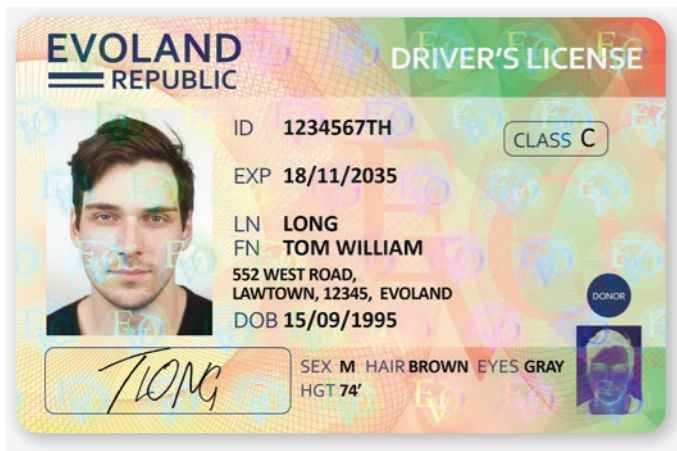 EVOLAND
REPUBLIC
DRIVER'S LICENSE
ID 1234567TH
CLASS C
EXP 18/11/2035
LN LONG
FN TOM WILLIAM
552 WEST ROAD,
LAWTOWN, 12345, EVOLAND
DONOR
DOB 15/09/1995
TLONG
SEX M HAIR BROWN EYES GRAY
HGT 74'